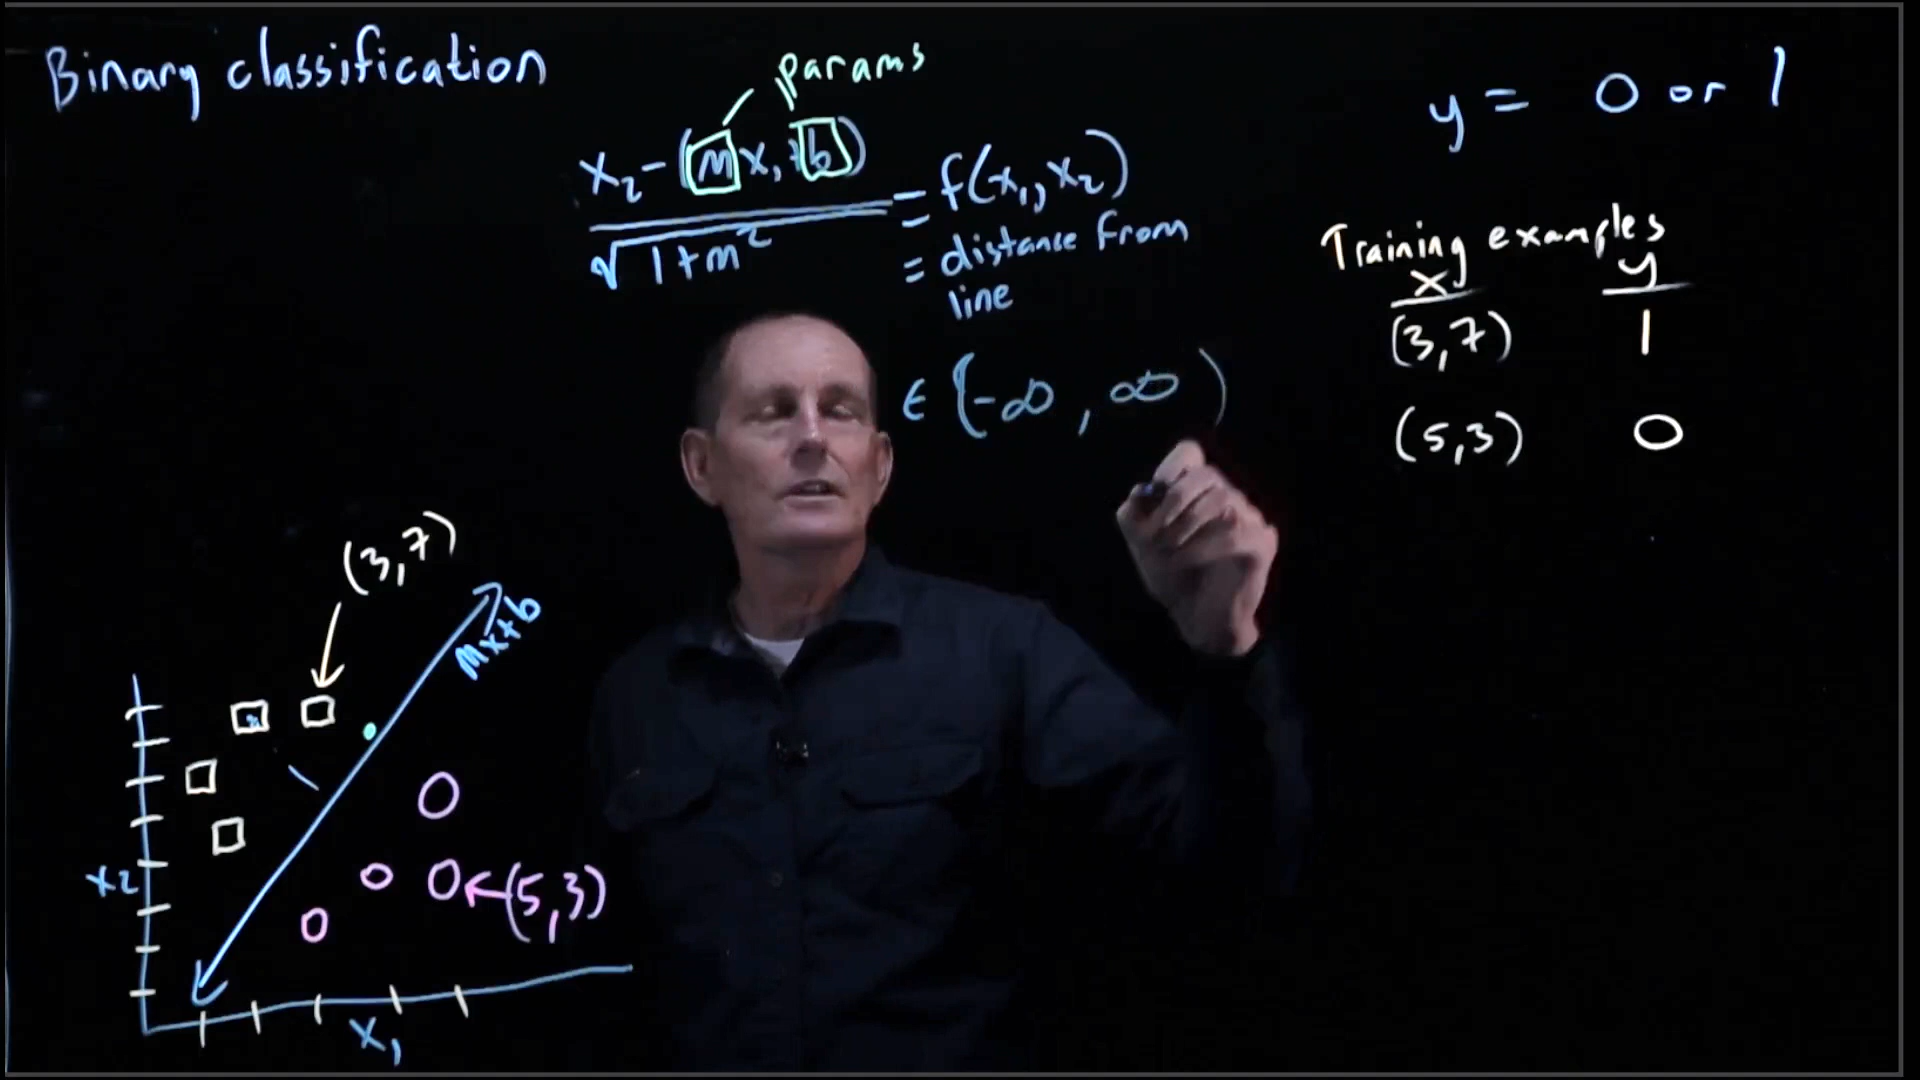 Binary classification
params
y = 0 or 1
x₂ - (mx₁ + b)
√1+m²
= f(x₁, x₂)
= distance from
line
∈ (-∞, ∞)
Training examples
x y
(3,7) 1
(5,3) 0
(3,7)
mx+b
x₂
(5,3)
x₁